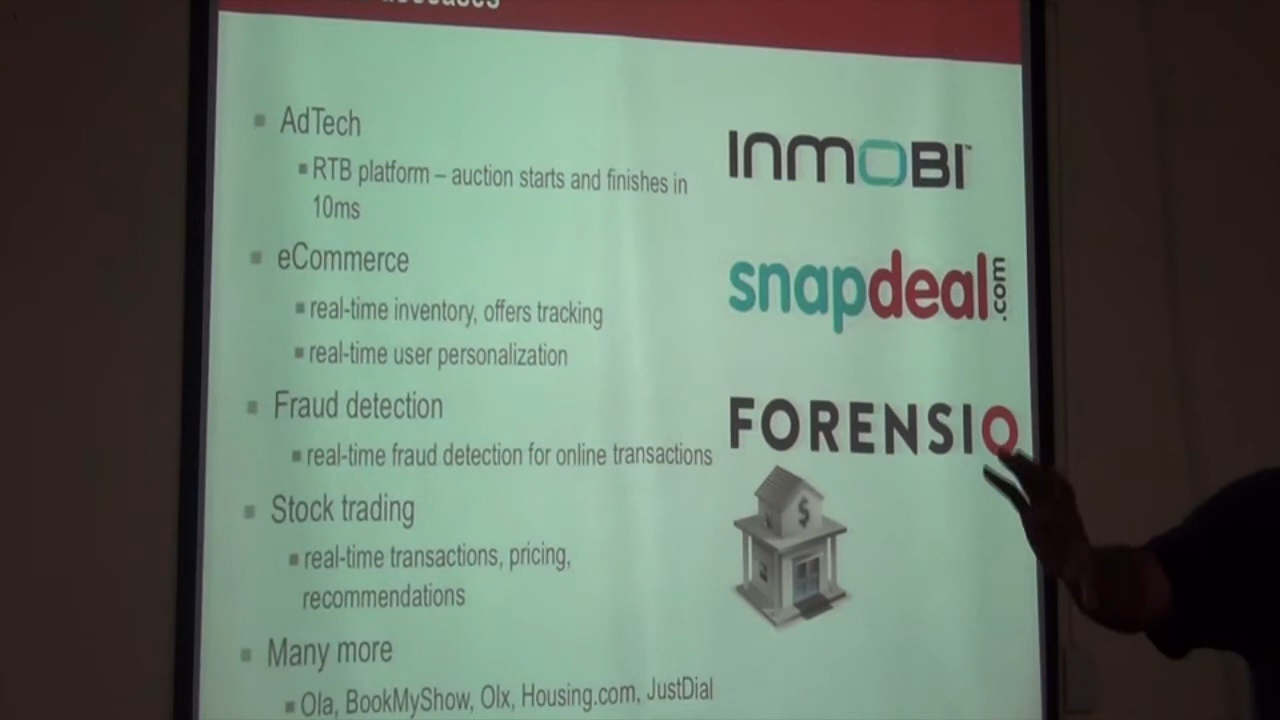 AdTech
RTB platform – auction starts and finishes in
10ms
eCommerce
real-time inventory, offers tracking
real-time user personalization
Fraud detection
real-time fraud detection for online transactions
Stock trading
real-time transactions, pricing,
recommendations
Many more
Ola, BookMyShow, Olx, Housing.com, JustDial
INMOBI™
snapdeal.com
FORENSIQ
$